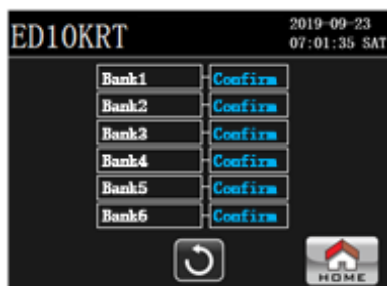 ED10KRT
2019-09-23
07:01:35 SAT
Bank1 Confirm
Bank2 Confirm
Bank3 Confirm
Bank4 Confirm
Bank5 Confirm
Bank6 Confirm
HOME